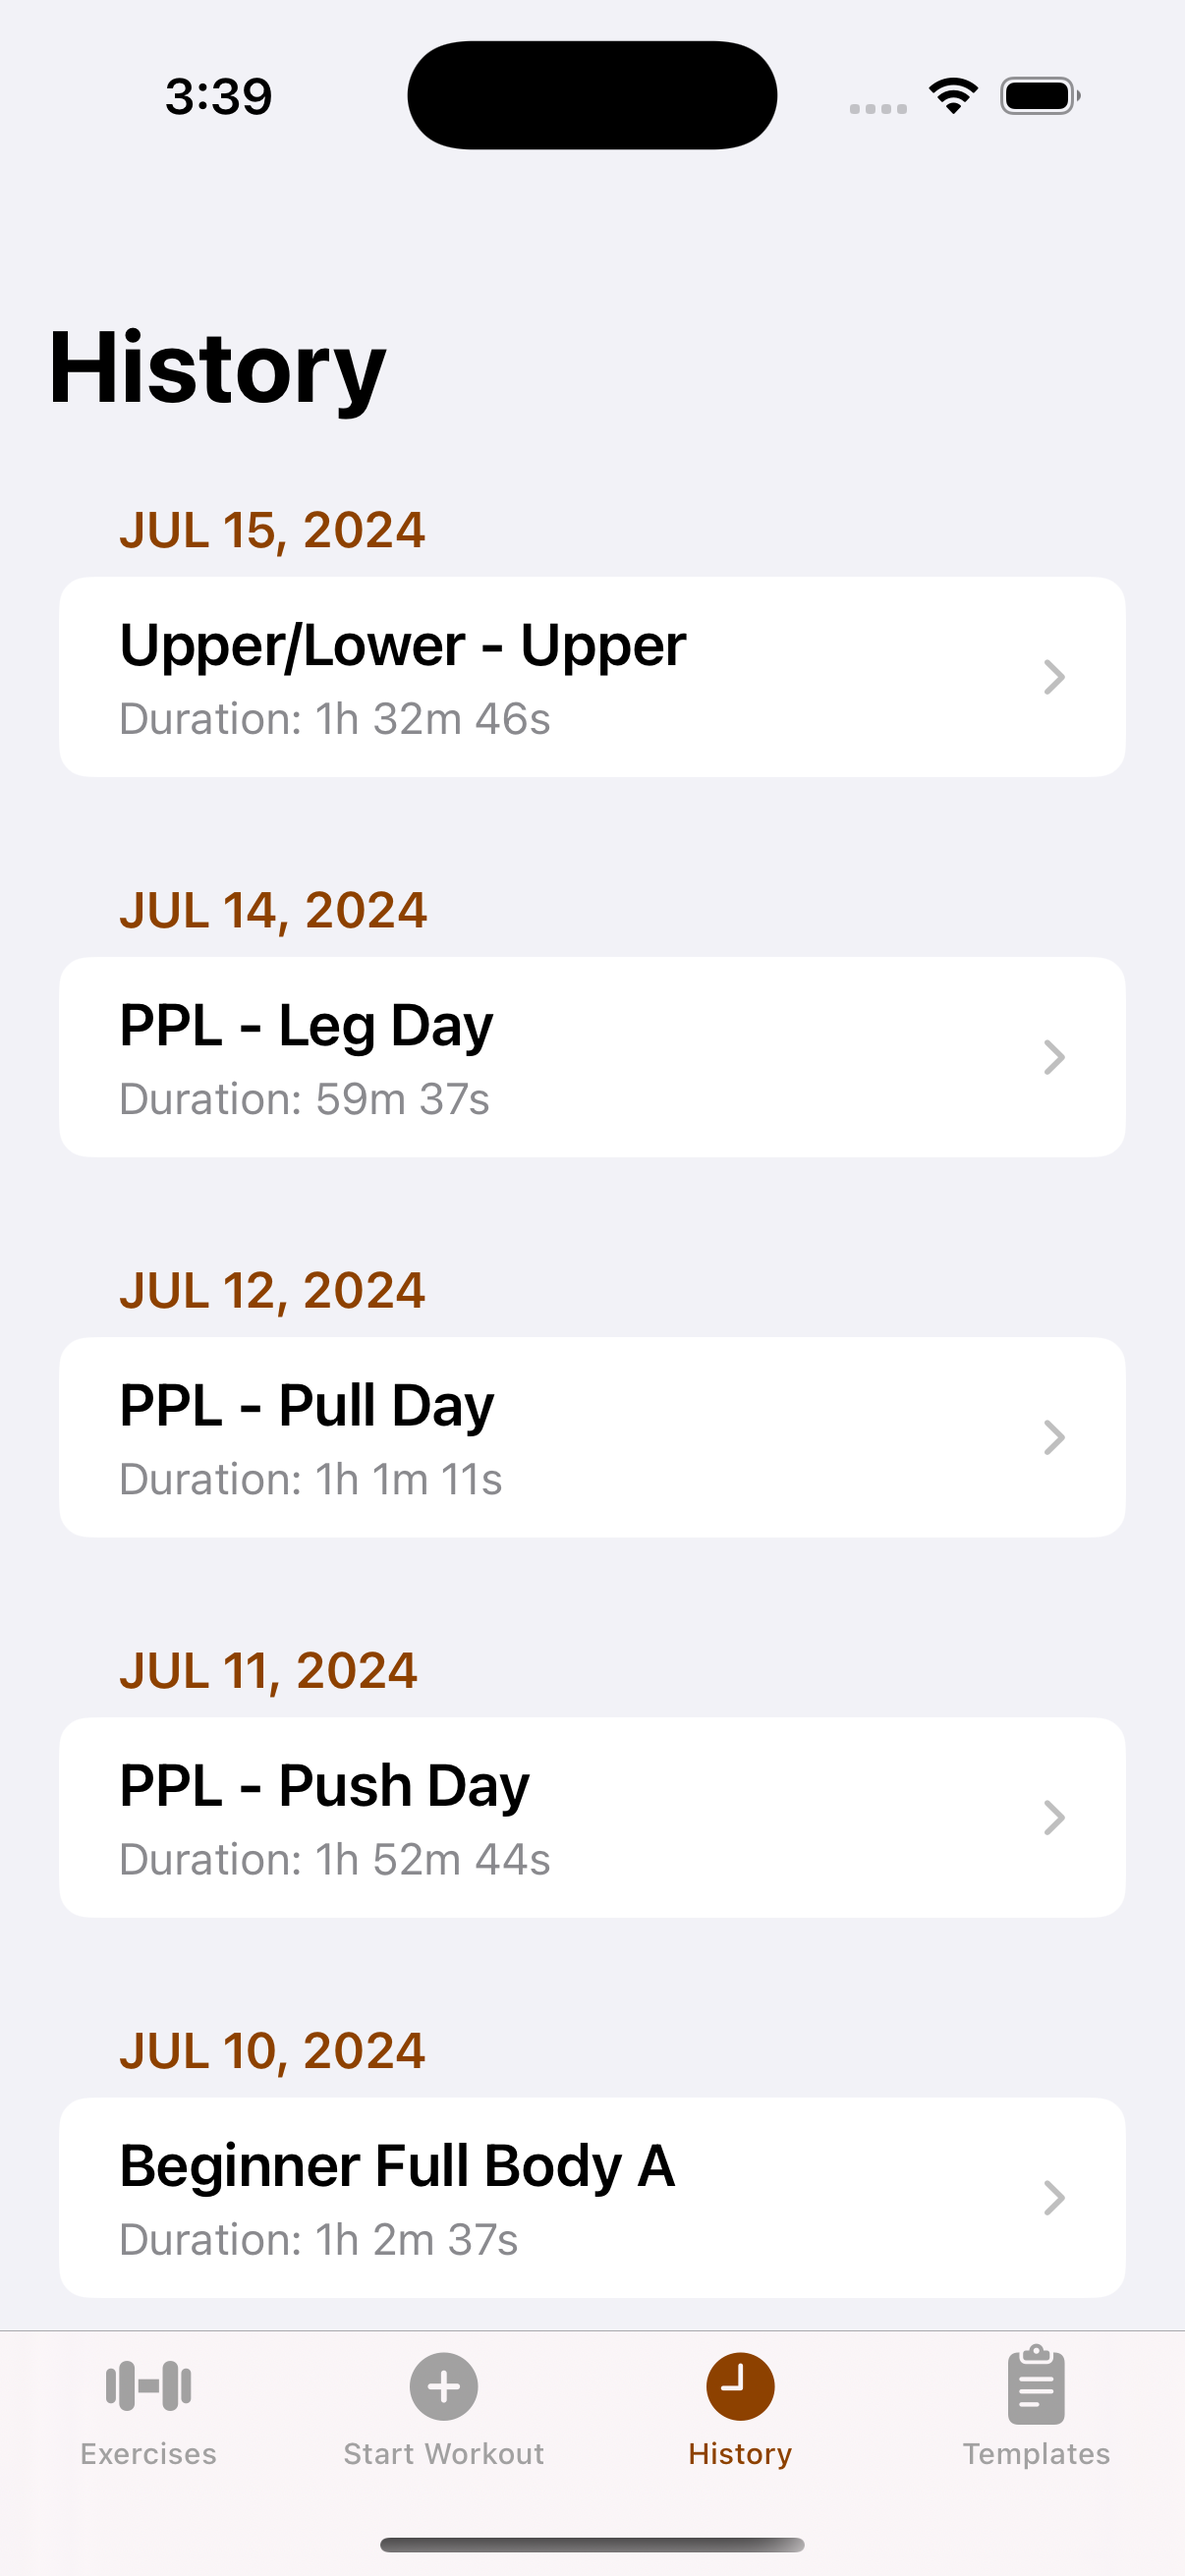 3:39
History
JUL 15, 2024
Upper/Lower - Upper
Duration: 1h 32m 46s
JUL 14, 2024
PPL - Leg Day
Duration: 59m 37s
JUL 12, 2024
PPL - Pull Day
Duration: 1h 1m 11s
JUL 11, 2024
PPL - Push Day
Duration: 1h 52m 44s
JUL 10, 2024
Beginner Full Body A
Duration: 1h 2m 37s
Exercises Start Workout History Templates